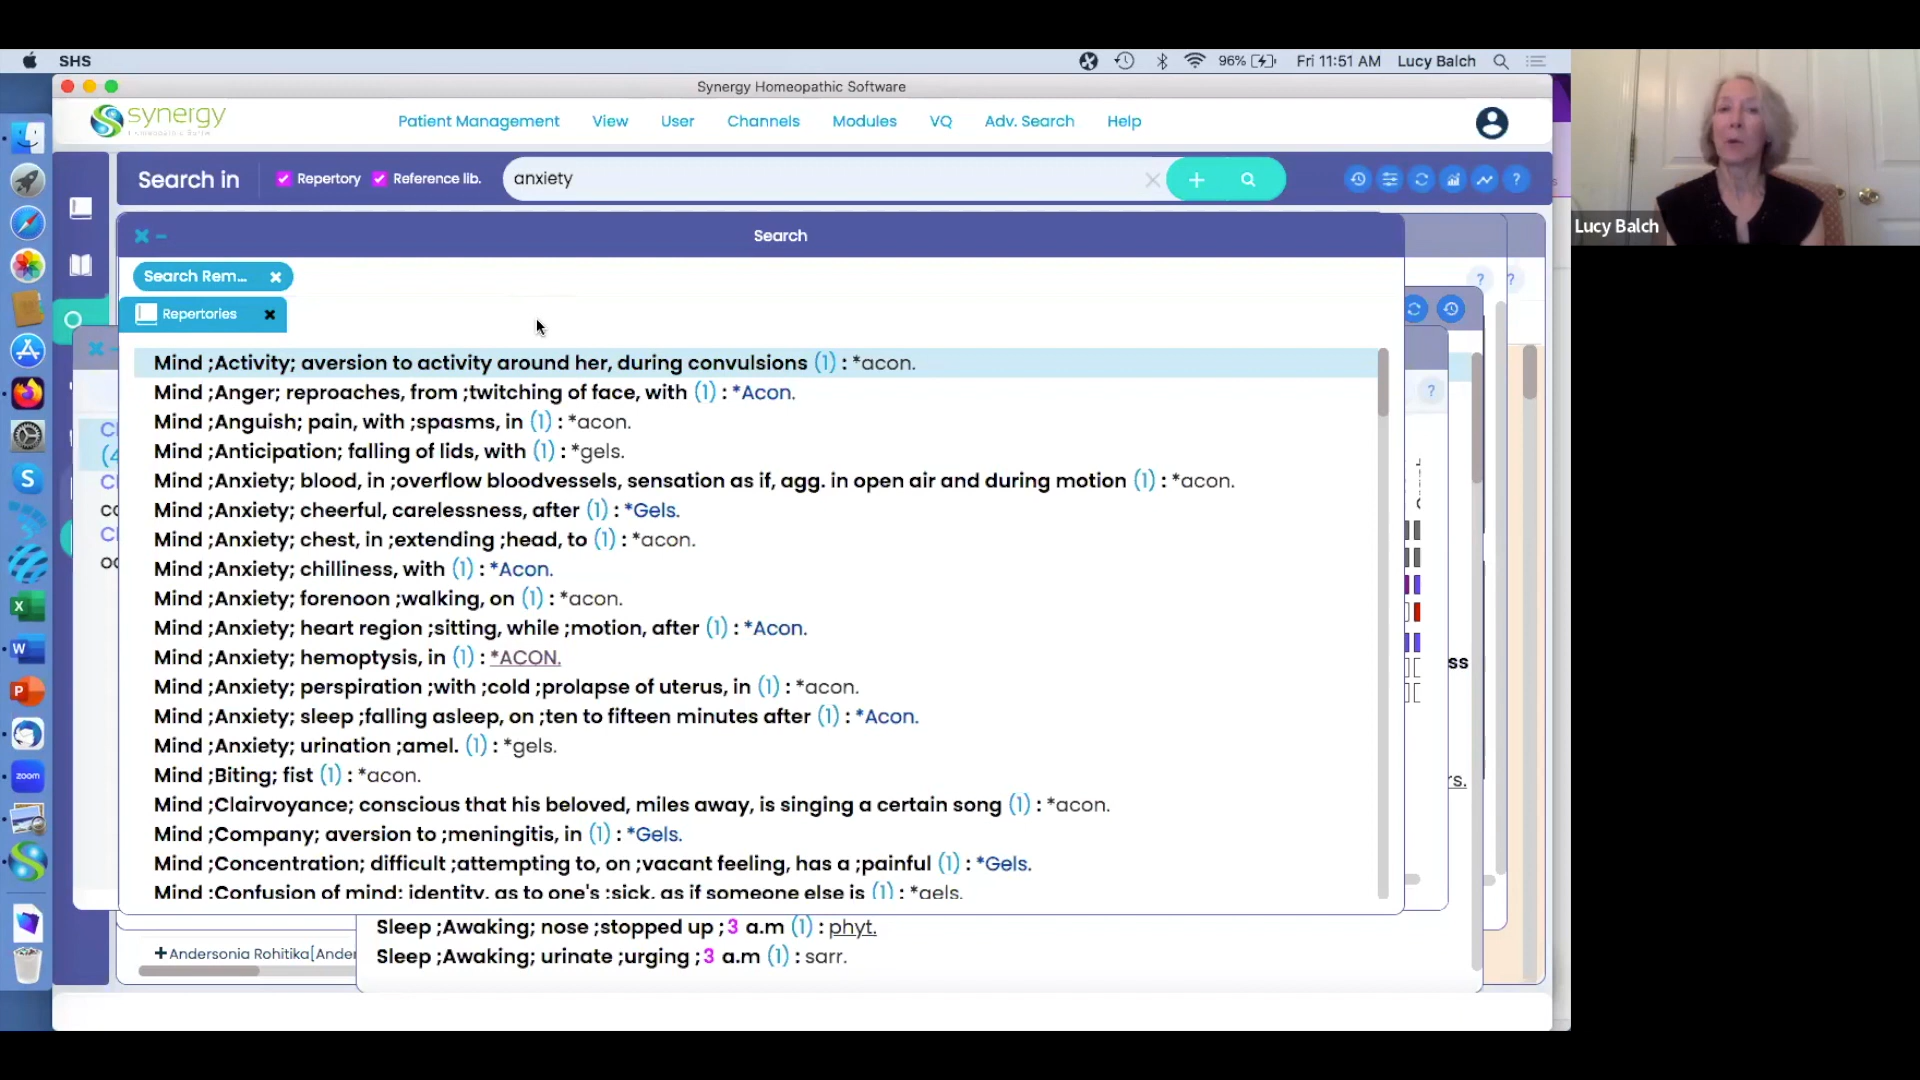 SHS
96%
Fri 11:51 AM
Lucy Balch
Synergy Homeopathic Software
synergy
Patient Management
View
User
Channels
Modules
VQ
Adv. Search
Help
Search in
Repertory
Reference lib.
anxiety
Search
Search Rem...
Repertories
Mind ;Activity; aversion to activity around her, during convulsions (1) : *acon.
Mind ;Anger; reproaches, from ;twitching of face, with (1) : *Acon.
Mind ;Anguish; pain, with ;spasms, in (1) : *acon.
Mind ;Anticipation; falling of lids, with (1) : *gels.
Mind ;Anxiety; blood, in ;overflow bloodvessels, sensation as if, agg. in open air and during motion (1) : *acon.
Mind ;Anxiety; cheerful, carelessness, after (1) : *Gels.
Mind ;Anxiety; chest, in ;extending ;head, to (1) : *acon.
Mind ;Anxiety; chilliness, with (1) : *Acon.
Mind ;Anxiety; forenoon ;walking, on (1) : *acon.
Mind ;Anxiety; heart region ;sitting, while ;motion, after (1) : *Acon.
Mind ;Anxiety; hemoptysis, in (1) : *ACON.
Mind ;Anxiety; perspiration ;with ;cold ;prolapse of uterus, in (1) : *acon.
Mind ;Anxiety; sleep ;falling asleep, on ;ten to fifteen minutes after (1) : *Acon.
Mind ;Anxiety; urination ;amel. (1) : *gels.
Mind ;Biting; fist (1) : *acon.
Mind ;Clairvoyance; conscious that his beloved, miles away, is singing a certain song (1) : *acon.
Mind ;Company; aversion to ;meningitis, in (1) : *Gels.
Mind ;Concentration; difficult ;attempting to, on ;vacant feeling, has a ;painful (1) : *Gels.
Mind ;Confusion of mind; identity, as to one's ;sick, as if someone else is (1) : *gels.
Sleep ;Awaking; nose ;stopped up ;3 a.m (1) : phyt.
+Andersonia Rohitika[Ander
Sleep ;Awaking; urinate ;urging ;3 a.m (1) : sarr.
ss
rs.
zoom
Lucy Balch